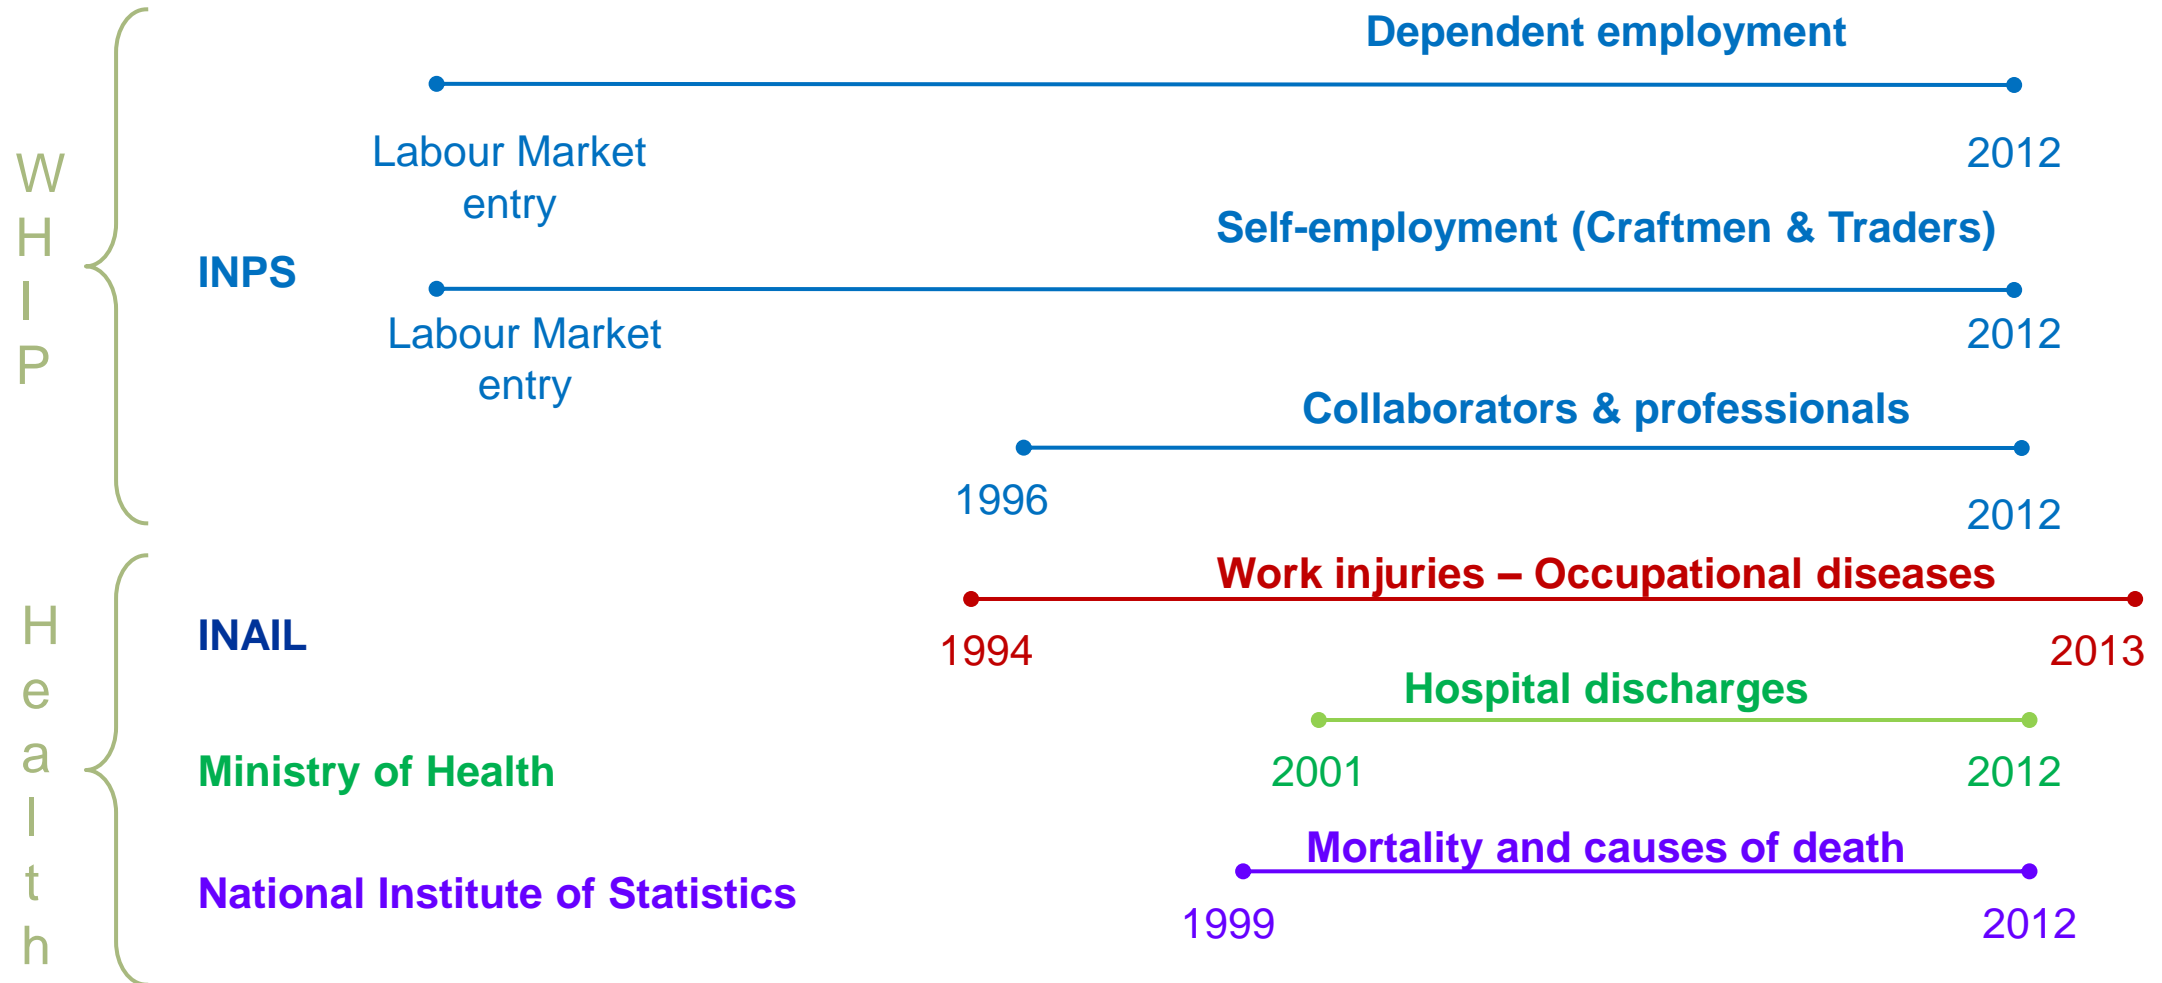 WHIP
Dependent employment
Labour Market
entry
2012
Self-employment (Craftmen & Traders)
INPS
Labour Market
entry
2012
Collaborators & professionals
1996
2012
Health
Work injuries – Occupational diseases
INAIL
1994
2013
Hospital discharges
Ministry of Health
2001
2012
Mortality and causes of death
National Institute of Statistics
1999
2012